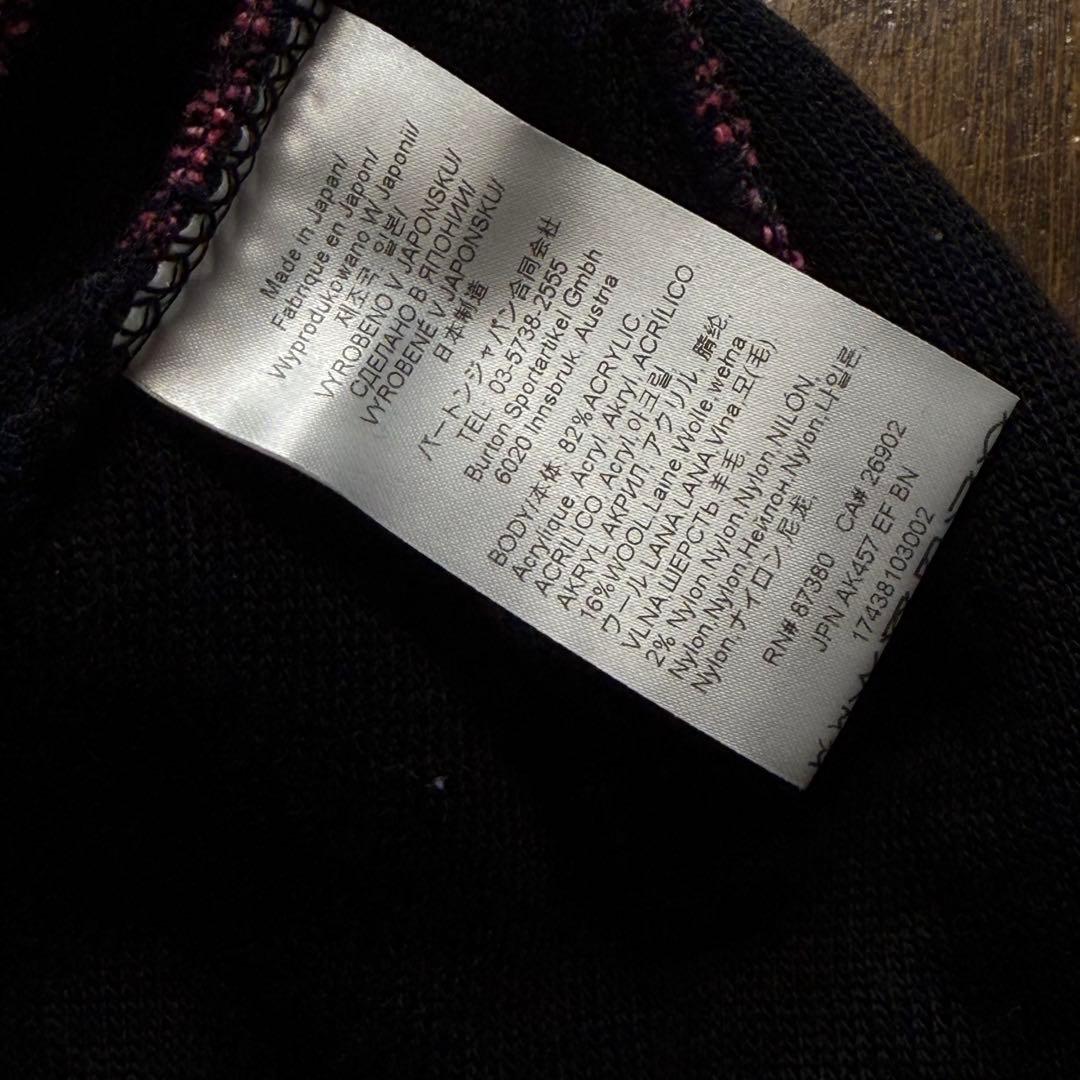 Made in Japan/
Fabrique en Japon/
Wyprodukowano W Japonii/
제조국 일본/
VYROBENO V JAPONSKU/
СДЕЛАНО В ЯПОНИИ/
VYROBENÉ V JAPONSKU/
日本制造
バートンジャパン合同会社
TEL 03-5738-2555
Burton Sportartikel Gmbh
6020 Innsbruk, Austria
BODY/本体 82%ACRYLIC,
Acrylique, Acryl, Akryl, ACRILICO
ACRILICO Acryl,아크릴
AKRYL АКРИЛ, アクリル, 腈纶,
16%WOOL,Laine,Wolle,wełna
ウール LANA LANA Vlna,모(毛)
VLNA ШЕРСТЬ 羊毛
2% Nylon Nylon,Nylon NILÓN,
Nylon,Nylon Нейлон,Nylon,나일론,
Nylon,ナイロン,尼龙,
RN# 87380 CA# 26902
JPN AK457 EF BN
17438103002